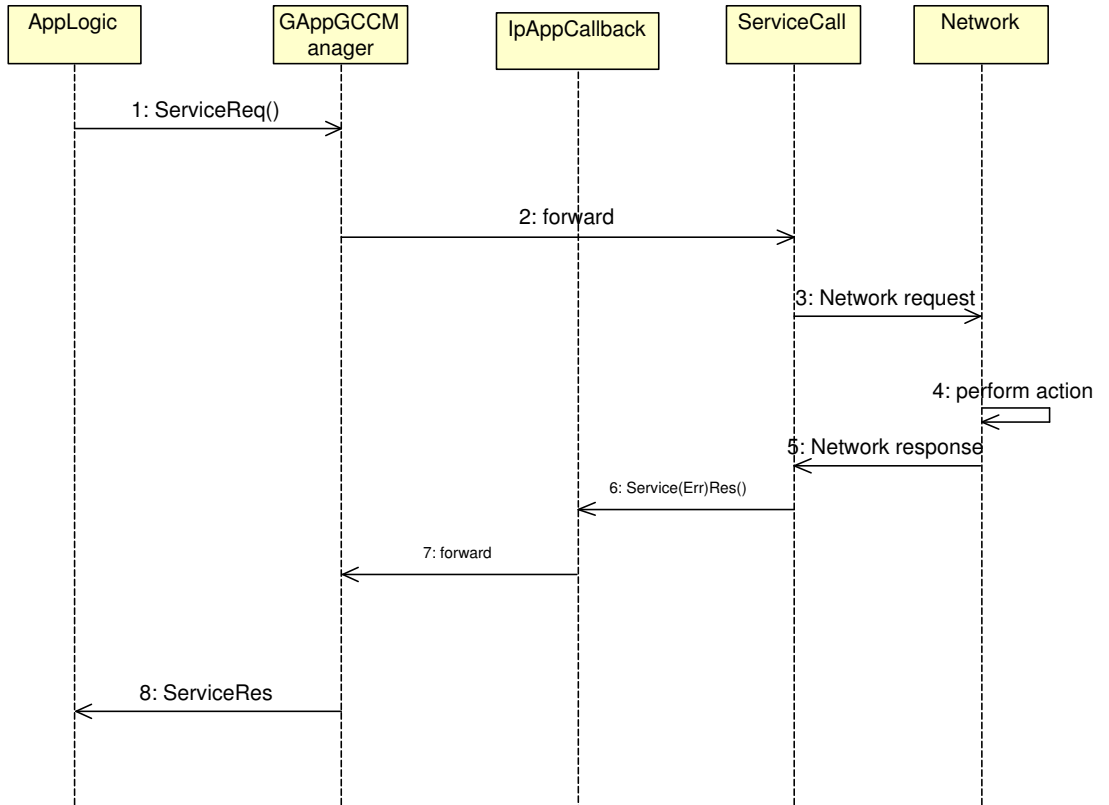 AppLogic
GAppGCCM
anager
IpAppCallback
ServiceCall
Network
1: ServiceReq()
2: forward
3: Network request
4: perform action
5: Network response
6: Service(Err)Res()
7: forward
8: ServiceRes